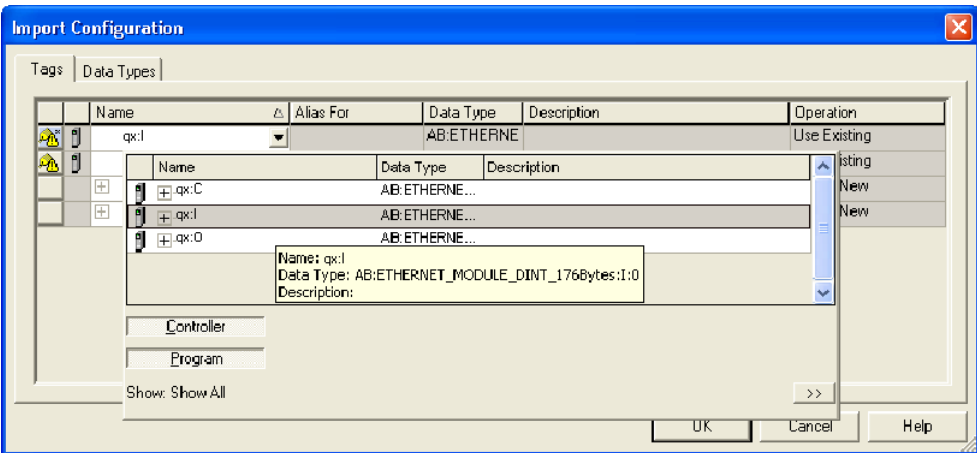 Import Configuration
Tags Data Types
Name Alias For Data Type Description Operation
qx:I AB:ETHERNE Use Existing
isting
Name Data Type Description
qx:C AB:ETHERNE... New
qx:I AB:ETHERNE... New
qx:O AB:ETHERNE...
Name: qx:I
Data Type: AB:ETHERNET_MODULE_DINT_176Bytes:I:0
Description:
Controller
Program
Show: Show All >>
OK Cancel Help